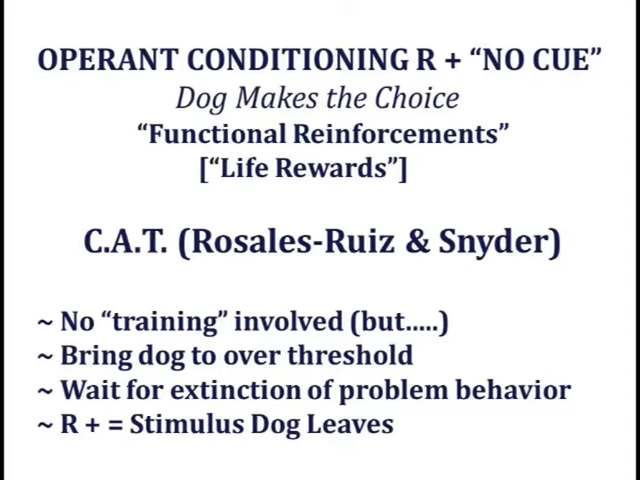 OPERANT CONDITIONING R + “NO CUE”
Dog Makes the Choice
“Functional Reinforcements”
[“Life Rewards”]
C.A.T. (Rosales-Ruiz & Snyder)
~ No “training” involved (but.....)
~ Bring dog to over threshold
~ Wait for extinction of problem behavior
~ R + = Stimulus Dog Leaves